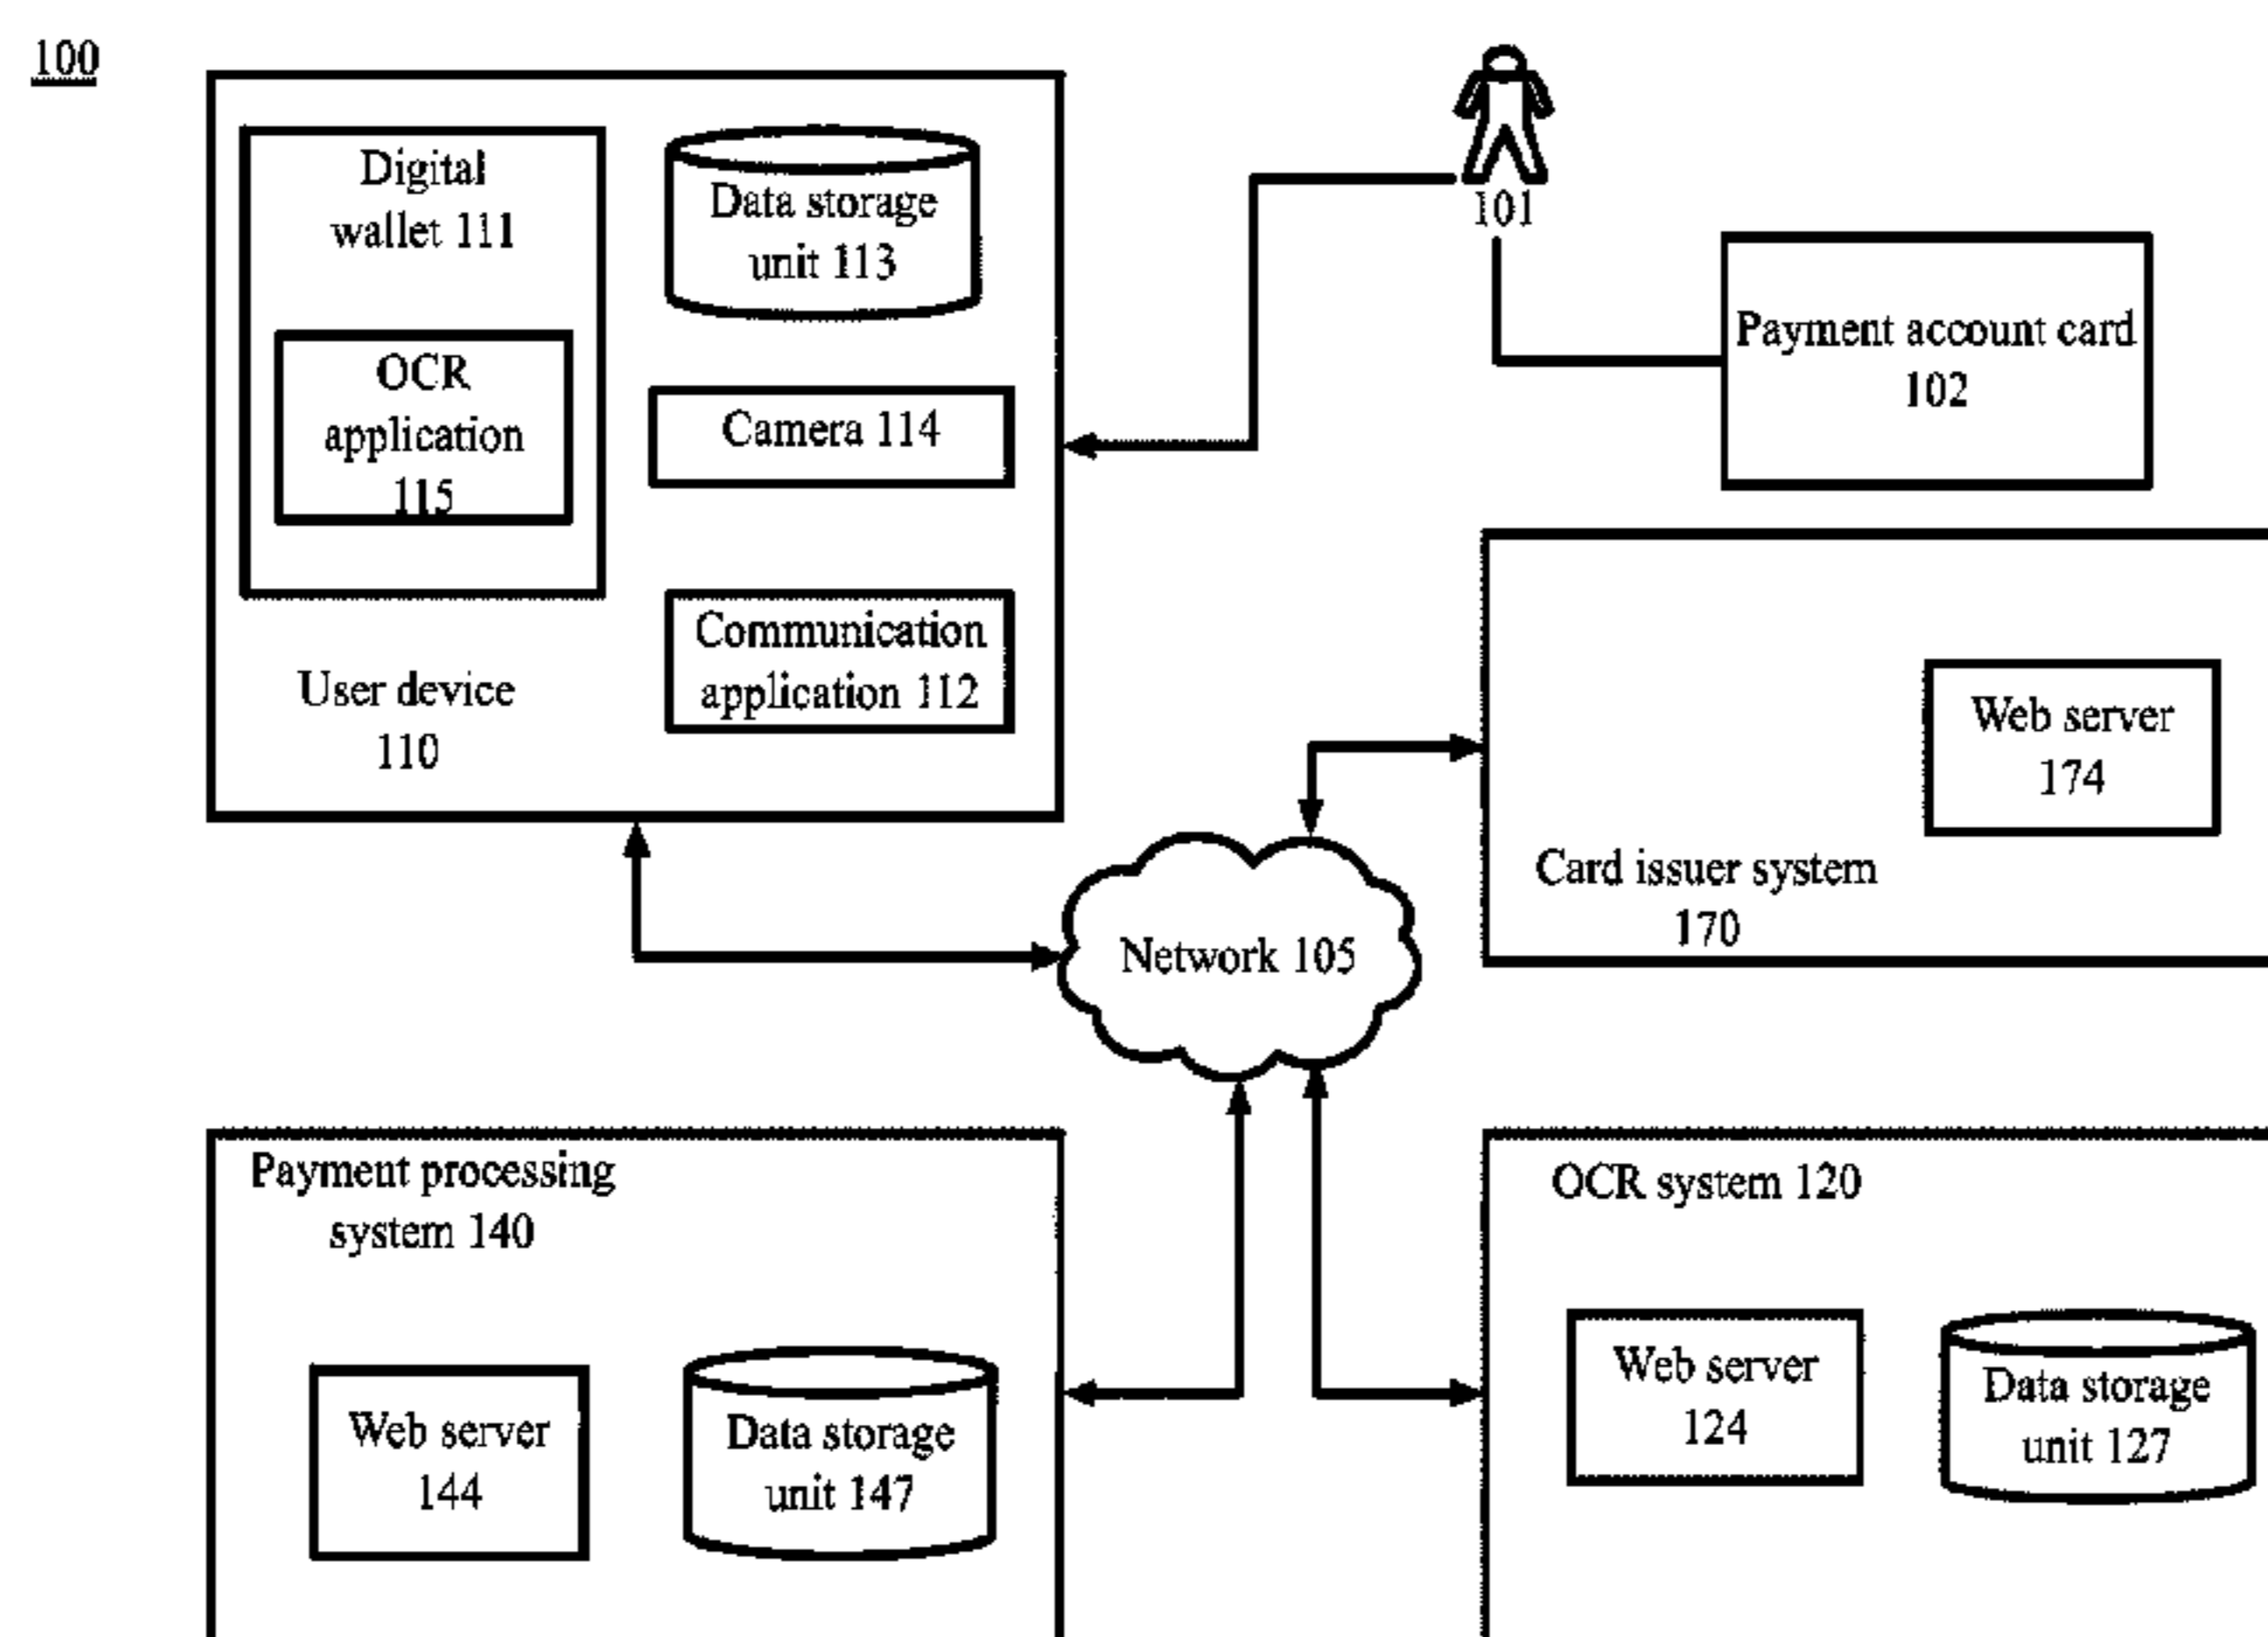 100
Digital
wallet 111
OCR
application
115
Data storage
unit 113
Camera 114
Communication
application 112
User device
110
101
Payment account card
102
Web server
174
Card issuer system
170
Network 105
Payment processing
system 140
Web server
144
Data storage
unit 147
OCR system 120
Web server
124
Data storage
unit 127